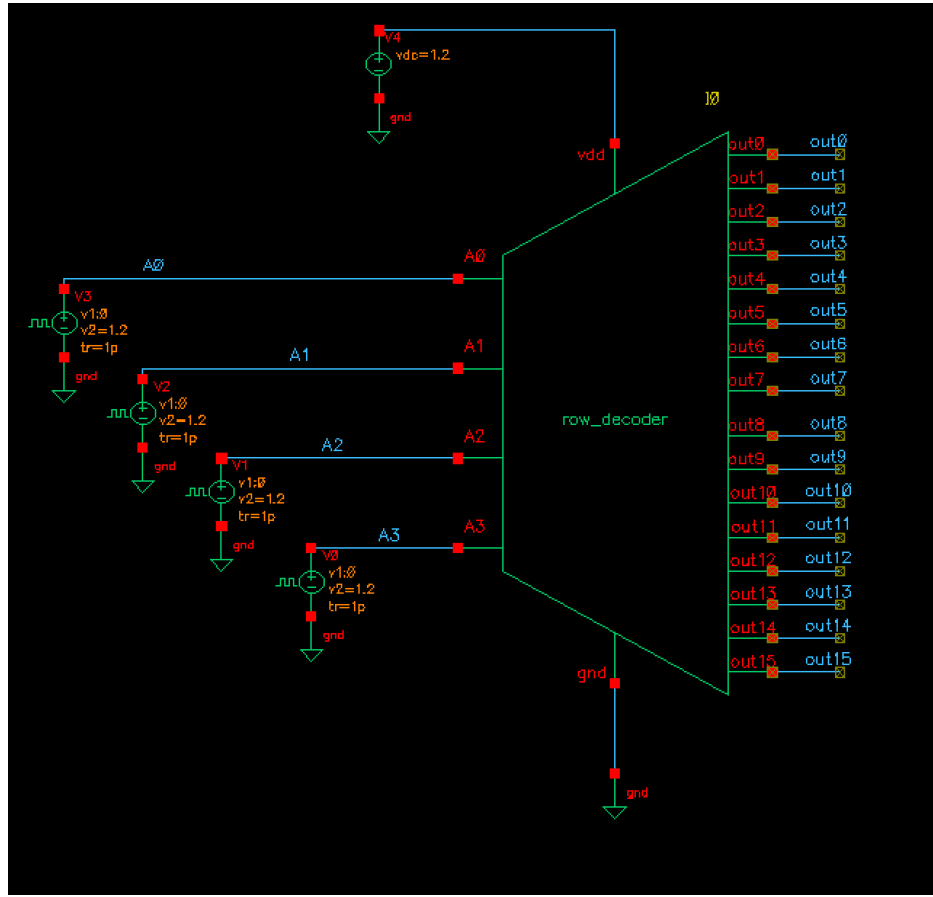 V4
vdc=1.2
gnd
I0
vdd
out0 out0
out1 out1
out2 out2
out3 out3
out4 out4
out5 out5
out6 out6
out7 out7
out8 out8
out9 out9
out10 out10
out11 out11
out12 out12
out13 out13
out14 out14
out15 out15
A0 A0
V3
v1:0
v2=1.2
tr=1p
gnd
A1 A1
V2
v1:0
v2=1.2
tr=1p
gnd
row_decoder
A2 A2
V1
v1:0
v2=1.2
tr=1p
gnd
A3 A3
V0
v1:0
v2=1.2
tr=1p
gnd
gnd
gnd